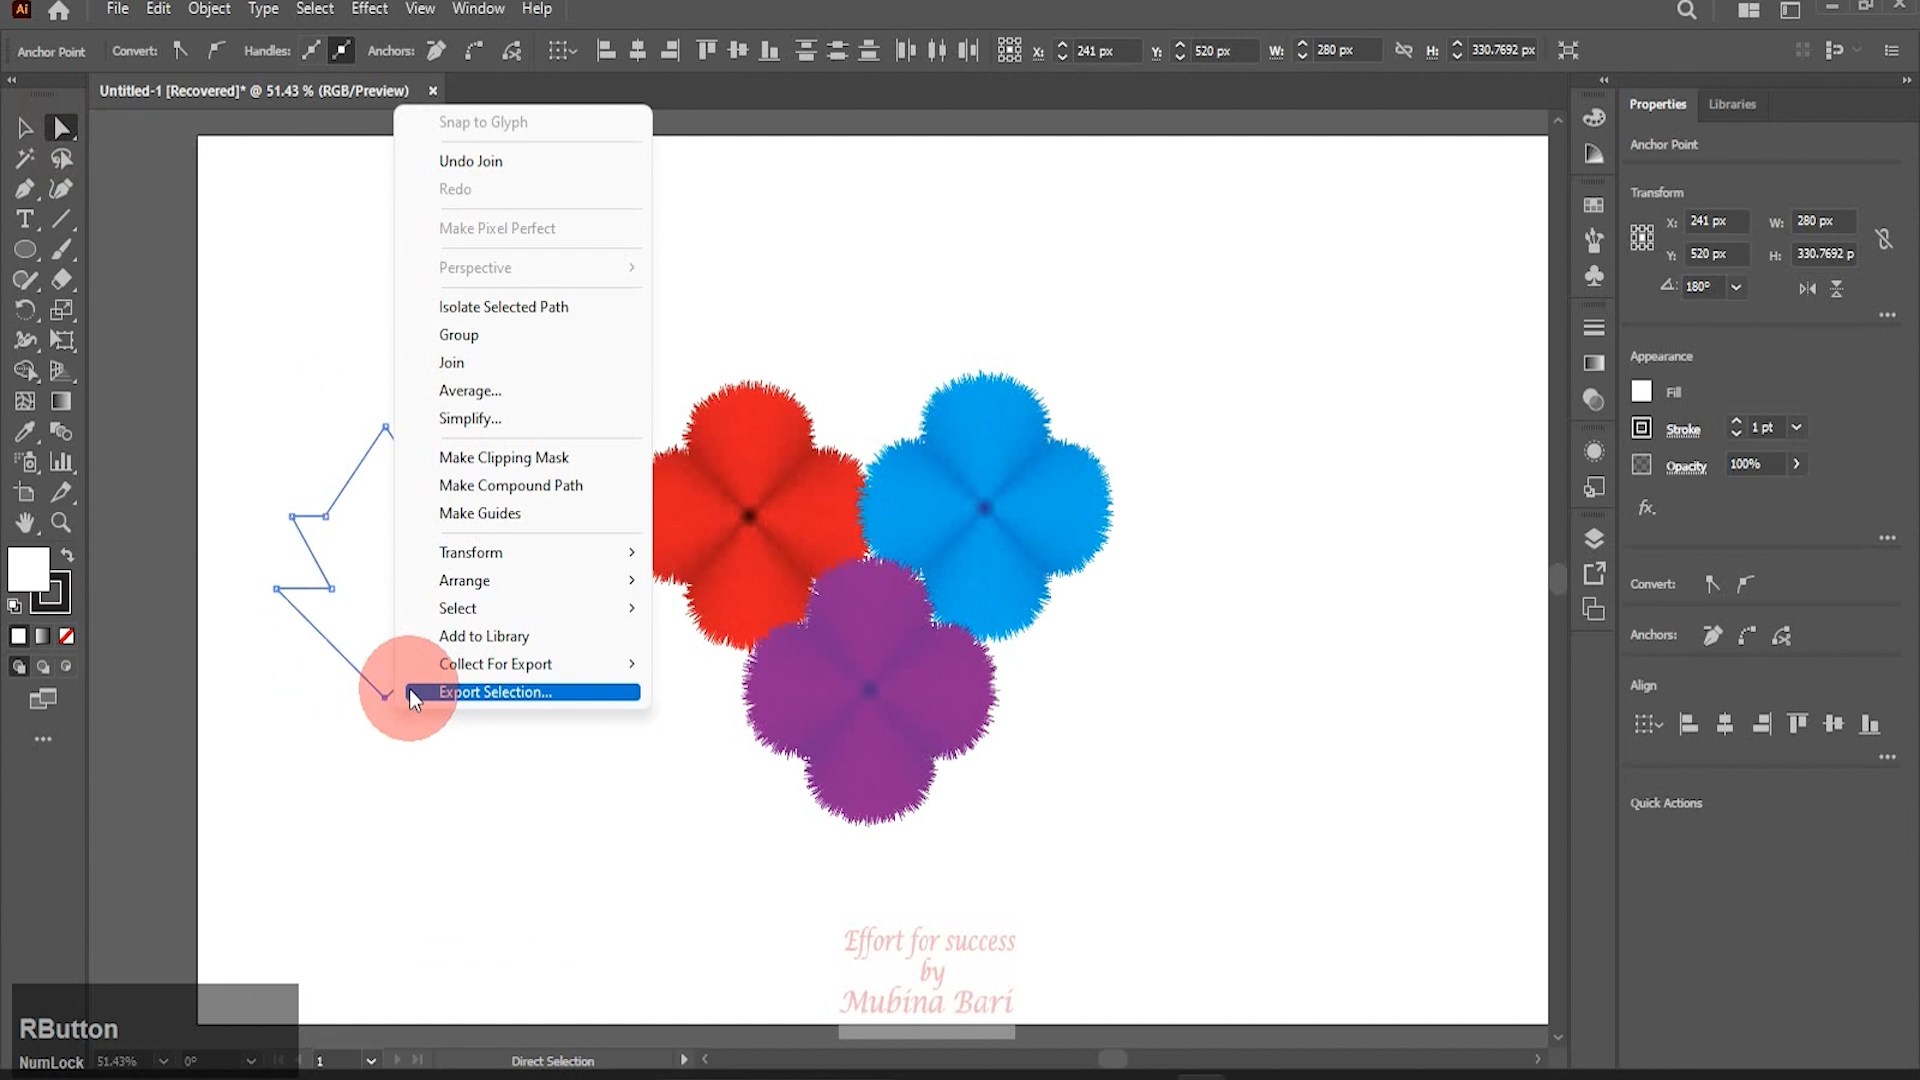 Ai File Edit Object Type Select Effect View Window Help
Anchor Point Convert: Handles: Anchors: X: 241 px Y: 520 px W: 280 px H: 330.7692 px
Untitled-1 [Recovered]* @ 51.43 % (RGB/Preview)
Snap to Glyph
Undo Join
Redo
Make Pixel Perfect
Perspective
Isolate Selected Path
Group
Join
Average...
Simplify...
Make Clipping Mask
Make Compound Path
Make Guides
Transform
Arrange
Select
Add to Library
Collect For Export
Export Selection...
Properties Libraries
Anchor Point
Transform
X: 241 px W: 280 px
Y: 520 px H: 330.7692 p
180°
Appearance
Fill
Stroke 1 pt
Opacity 100%
fx.
Convert:
Anchors:
Align
Quick Actions
Effort for success
by
Mubina Bari
RButton
NumLock 51.43% 0° 1 Direct Selection